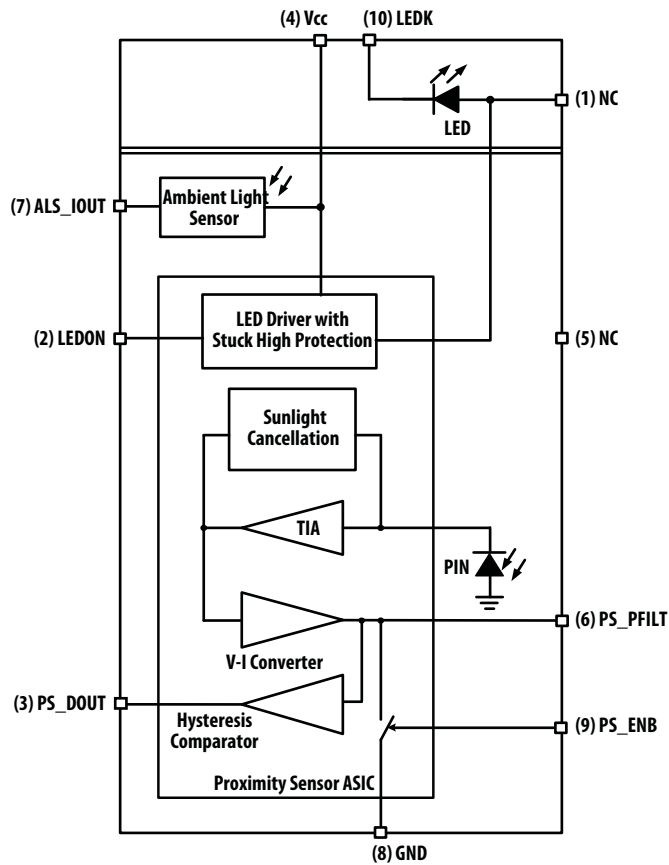 (4) Vcc
(10) LEDK
LED
(1) NC
(7) ALS_IOUT
Ambient Light
Sensor
LED Driver with
Stuck High Protection
(2) LEDON
(5) NC
Sunlight
Cancellation
TIA
PIN
(6) PS_PFILT
V-I Converter
(3) PS_DOUT
Hysteresis
Comparator
(9) PS_ENB
Proximity Sensor ASIC
(8) GND